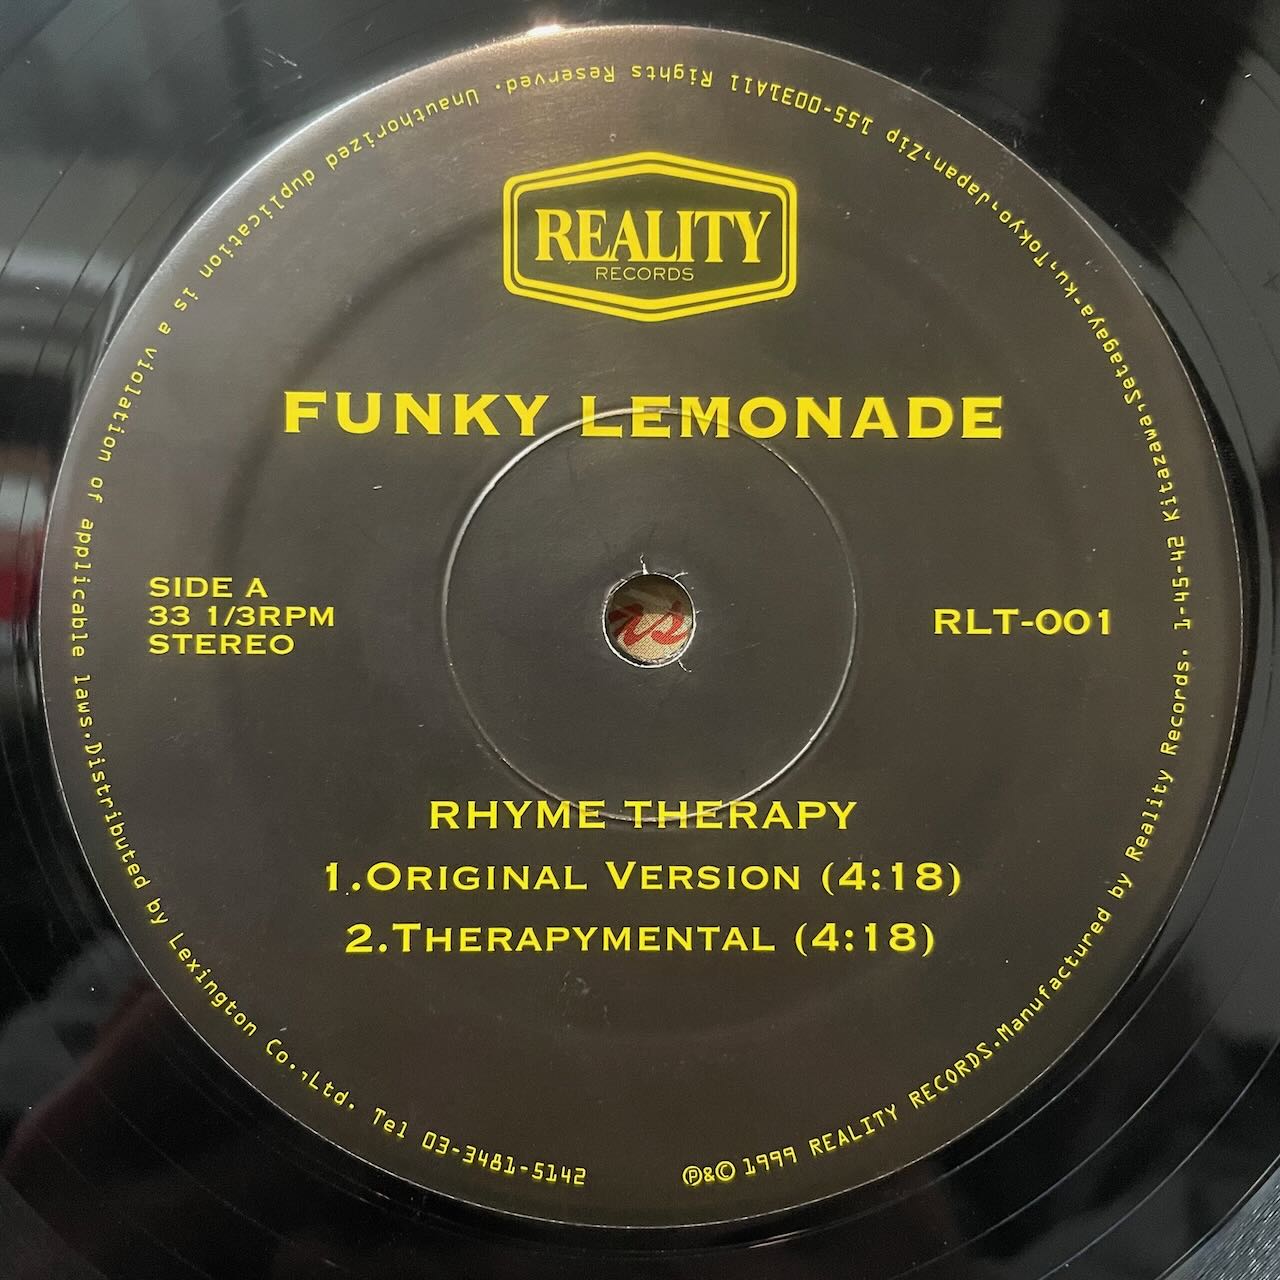 REALITY
RECORDS
FUNKY LEMONADE
SIDE A
33 1/3RPM
STEREO
RLT-001
RHYME THERAPY
1.ORIGINAL VERSION (4:18)
2.THERAPYMENTAL (4:18)
℗&© 1999 REALITY RECORDS.Manufactured by Reality Records. 1-45-42 Kitazawa,Setagaya-ku,Tokyo,Japan,Zip 155-0031All Rights Reserved. Unauthorized duplication is a violation of applicable laws.Distributed by Lexington Co.,Ltd. Tel 03-3481-5142